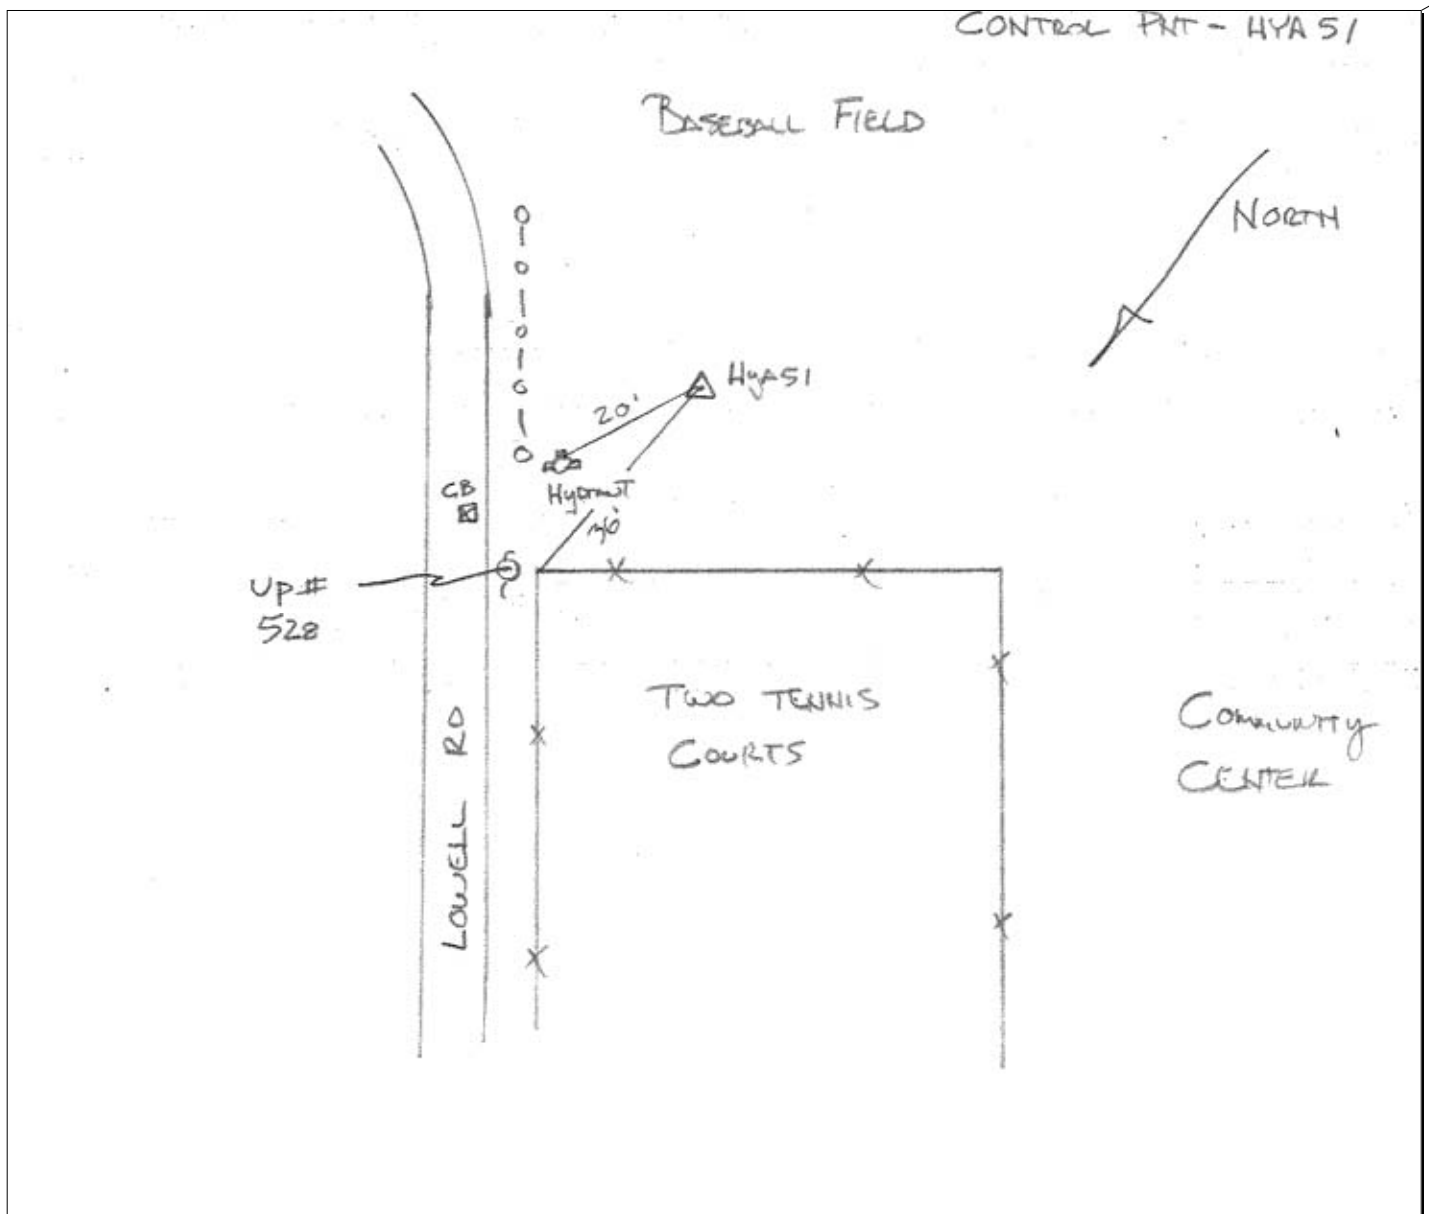 CONTROL PNT - HYA 51
BASEBALL FIELD
NORTH
HyA51
20'
CB
HYDRANT
UP#
528
TWO TENNIS
COURTS
COMMUNITY
CENTER
LOWELL RD